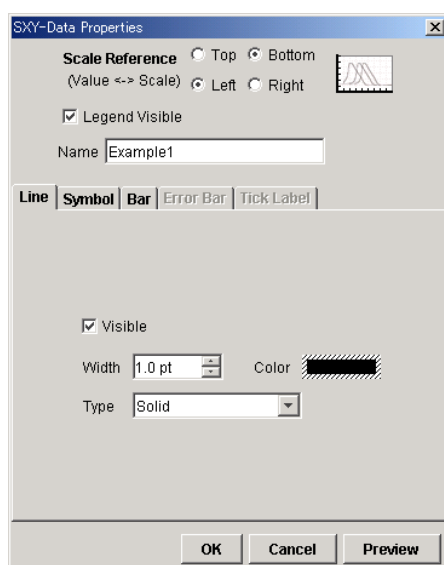 SXY-Data Properties
Scale Reference Top Bottom
(Value <-> Scale) Left Right
Legend Visible
Name Example1
Line Symbol Bar Error Bar Tick Label
Visible
Width 1.0 pt Color
Type Solid
OK Cancel Preview